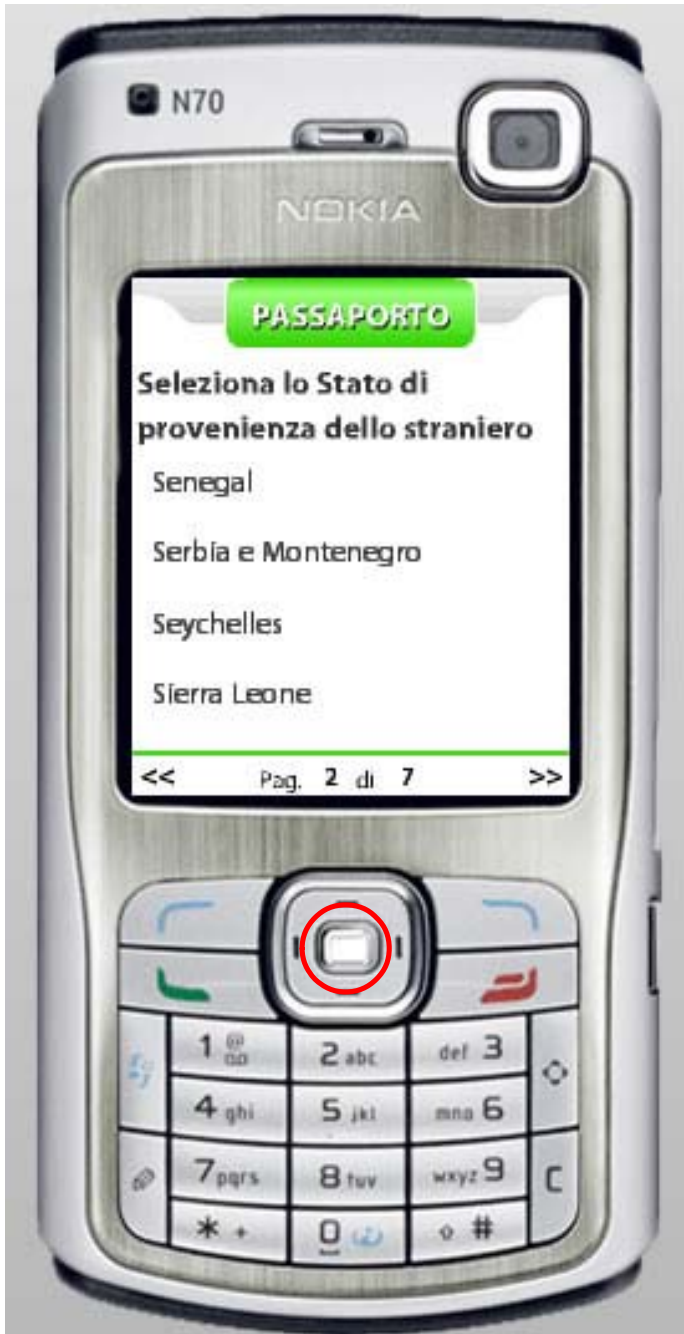 N70
NOKIA
PASSAPORTO
Seleziona lo Stato di
provenienza dello straniero
Senegal
Serbia e Montenegro
Seychelles
Sierra Leone
<< Pag. 2 di 7 >>
1 @ 2 abc def 3
4 ghi 5 jkl mno 6
7 pqrs 8 tuv wxyz 9 C
* + 0 #